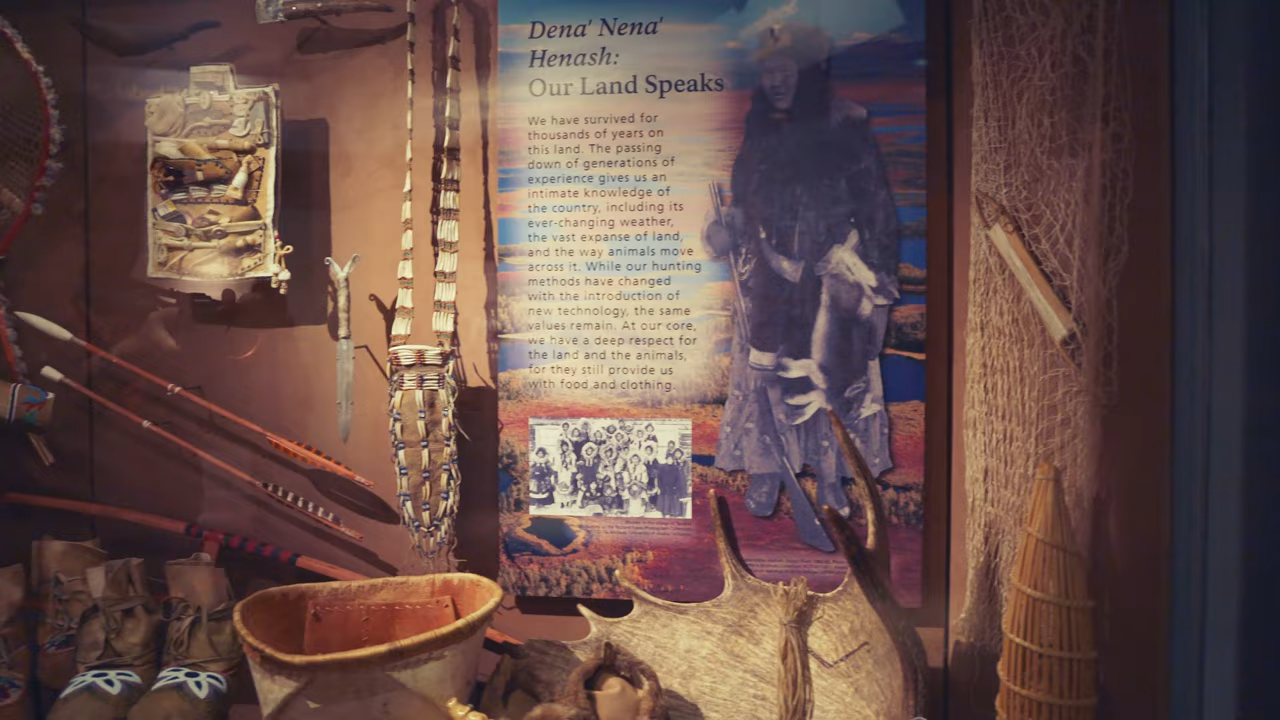 Dena' Nena'
Henash:
Our Land Speaks
We have survived for
thousands of years on
this land. The passing
down of generations of
experience gives us an
intimate knowledge of
the country, including its
ever-changing weather,
the vast expanse of land,
and the way animals move
across it. While our hunting
methods have changed
with the introduction of
new technology, the same
values remain. At our core,
we have a deep respect for
the land and the animals,
for they still provide us
with food and clothing.